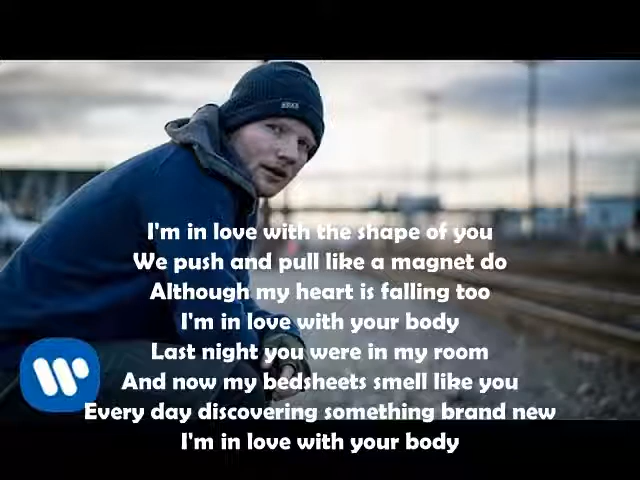 I'm in love with the shape of you
We push and pull like a magnet do
Although my heart is falling too
I'm in love with your body
Last night you were in my room
And now my bedsheets smell like you
Every day discovering something brand new
I'm in love with your body